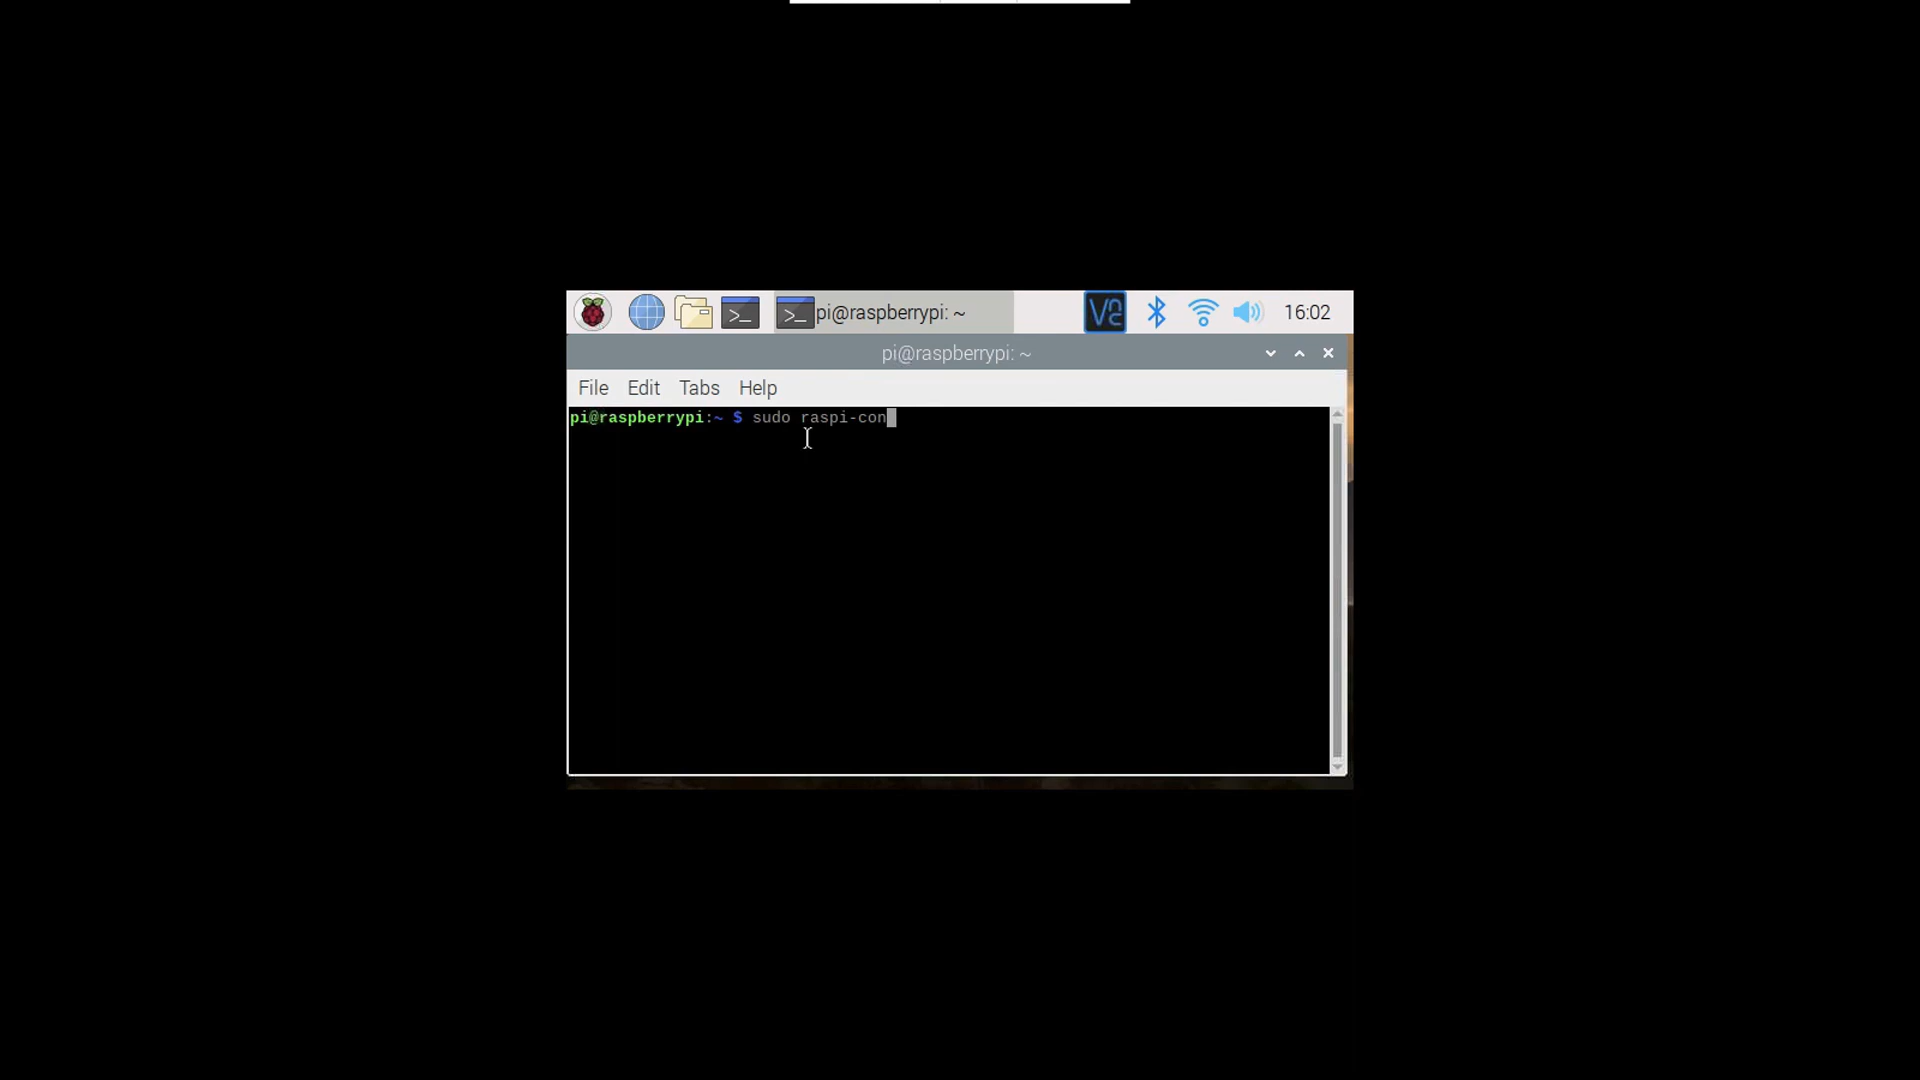 pi@raspberrypi: ~
16:02
pi@raspberrypi: ~
File Edit Tabs Help
pi@raspberrypi:~ $ sudo raspi-con